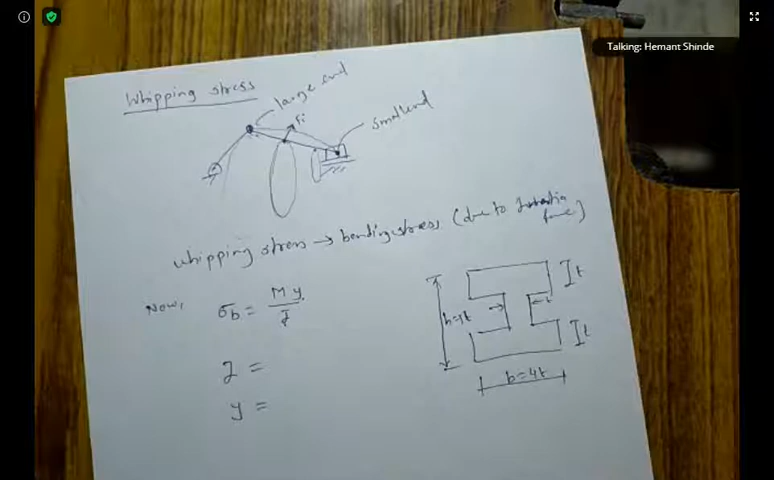 Talking: Hemant Shinde
Whipping stress
large end
Fi
small end
Whipping stress → bending stress (due to inertia force)
Now,
σb = My / I
I =
y =
t
t
t
b=4t